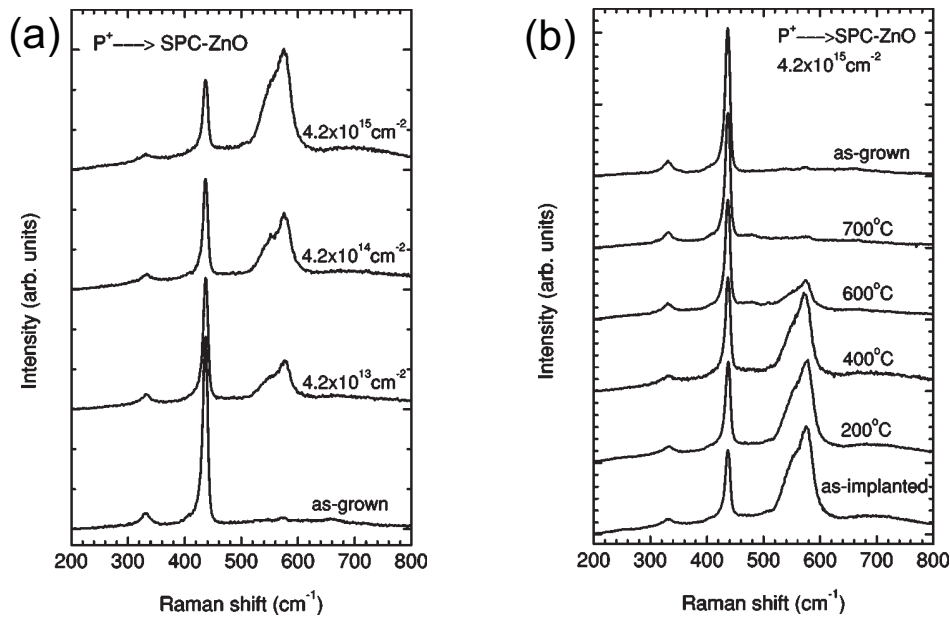 (a)
P⁺----> SPC-ZnO
4.2x10¹⁵cm⁻²
4.2x10¹⁴cm⁻²
4.2x10¹³cm⁻²
as-grown
Intensity (arb. units)
200 300 400 500 600 700 800
Raman shift (cm⁻¹)
(b)
P⁺----> SPC-ZnO
4.2x10¹⁵cm⁻²
as-grown
700°C
600°C
400°C
200°C
as-implanted
Intensity (arb. units)
200 300 400 500 600 700 800 900
Raman shift (cm⁻¹)